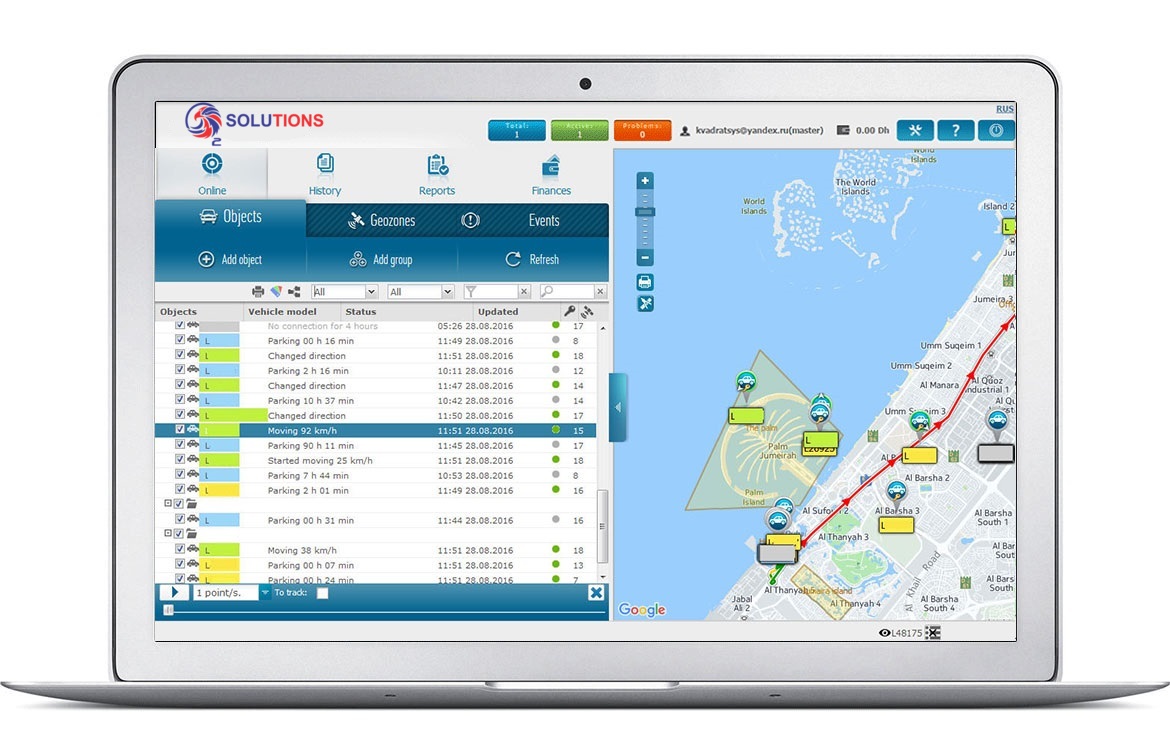 RUS
SOLUTIONS
2
Total: 1
Active: 1
Problems: 0
kvadratsys@yandex.ru(master)
0.00 Dh
?
Online
History
Reports
Finances
Objects
Geozones
Events
Add object
Add group
Refresh
All
All
Objects Vehicle model Status Updated
No connection for 4 hours 05:26 28.08.2016 17
L Parking 00 h 16 min 11:49 28.08.2016 8
L Changed direction 11:51 28.08.2016 18
L Parking 2 h 16 min 10:11 28.08.2016 12
L Changed direction 11:47 28.08.2016 14
L Parking 10 h 37 min 10:42 28.08.2016 14
L Changed direction 11:50 28.08.2016 17
L Moving 92 km/h 11:51 28.08.2016 15
L Parking 90 h 11 min 11:45 28.08.2016 17
L Started moving 25 km/h 11:51 28.08.2016 18
L Parking 7 h 44 min 10:53 28.08.2016 8
L Parking 2 h 01 min 11:49 28.08.2016 16
L Parking 00 h 31 min 11:44 28.08.2016 16
L Moving 38 km/h 11:51 28.08.2016 18
L Parking 00 h 07 min 11:51 28.08.2016 13
L Parking 00 h 24 min 11:51 28.08.2016 7
1 point/s.
To track:
World
Islands
The World
Islands
World
Islands
Island 2
L
Jumeira 3
Umm Suqeim 1
Umm Suqeim 2
Al Manara
Al Quoz
Industrial 1
Umm Suqeim 3
L
L
The palm
Palm
Jumeirah
Palm
Island
Al Barsha 2
Al Sufouh 2
Al Barsha 3
Al Barsha
South 1
Al Thanyah 3
L
Al Khail Road
Al Barsha
South 4
Al Thanyah 4
Jabal
Ali 2
Google
L48175